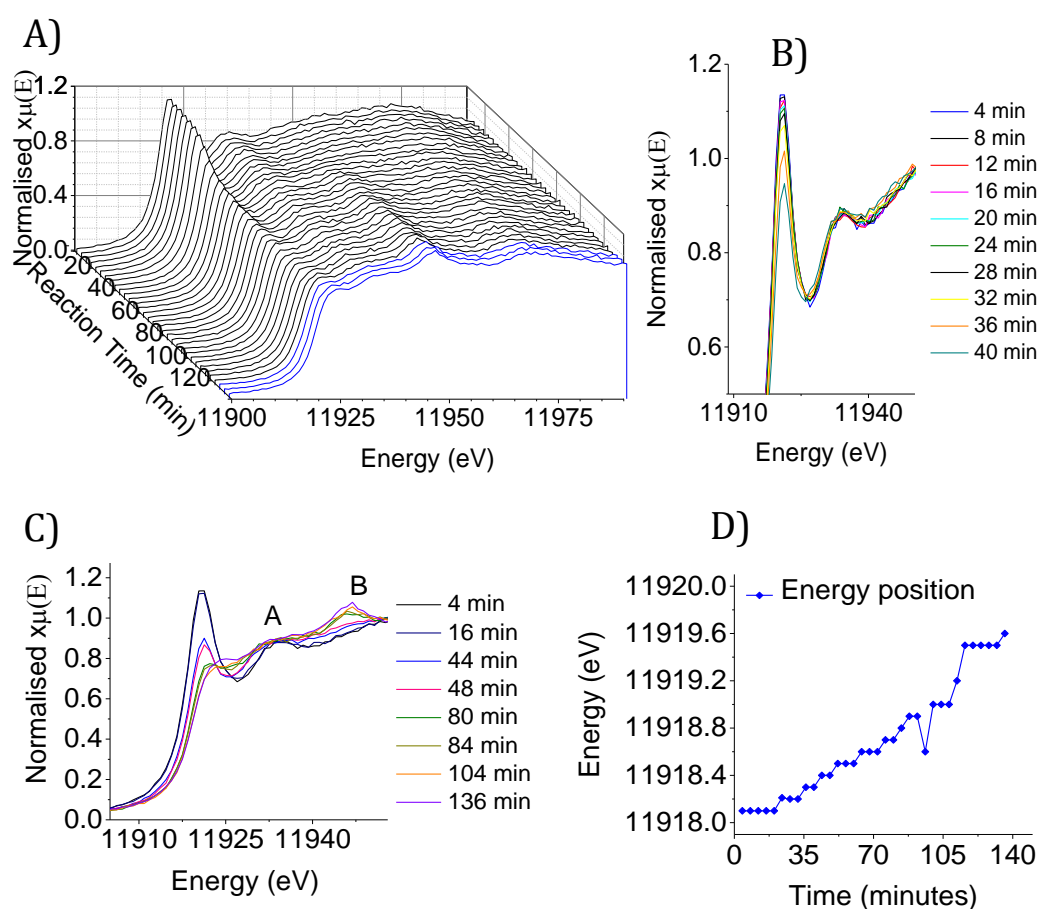 A)
Normalised xμ(E)
1.2
0.8
0.4
0.0
20
40
60
80
100
120
Reaction Time (min)
11900
11925
11950
11975
Energy (eV)
B)
Normalised xμ(E)
1.2
1.0
0.8
0.6
11910
11940
Energy (eV)
4 min
8 min
12 min
16 min
20 min
24 min
28 min
32 min
36 min
40 min
C)
Normalised xμ(E)
1.2
1.0
0.8
0.6
0.4
0.2
0.0
A
B
11910
11925
11940
Energy (eV)
4 min
16 min
44 min
48 min
80 min
84 min
104 min
136 min
D)
Energy (eV)
11920.0
11919.6
11919.2
11918.8
11918.4
11918.0
Energy position
0
35
70
105
140
Time (minutes)